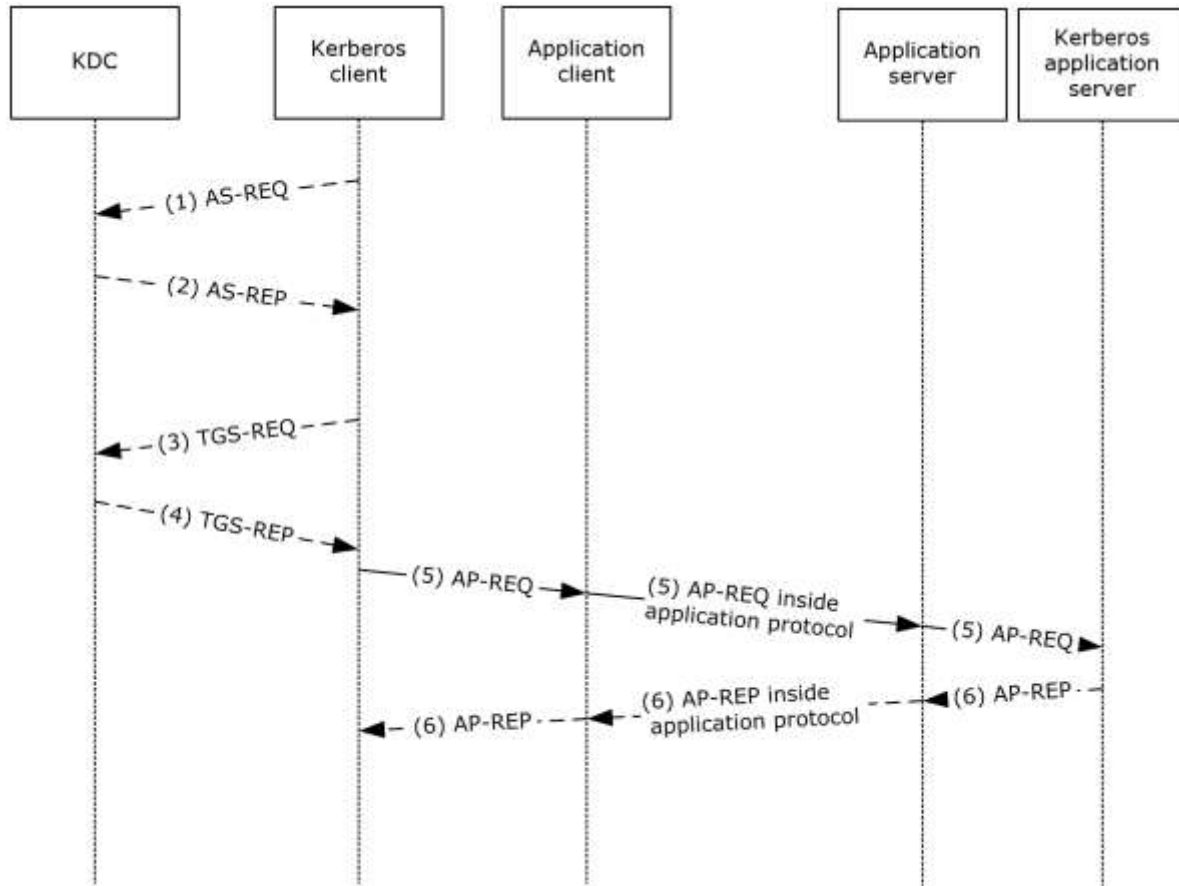 KDC
Kerberos
client
Application
client
Application
server
Kerberos
application
server
(1) AS-REQ
(2) AS-REP
(3) TGS-REQ
(4) TGS-REP
(5) AP-REQ
(5) AP-REQ inside
application protocol
(5) AP-REQ
(6) AP-REP
(6) AP-REP inside
application protocol
(6) AP-REP